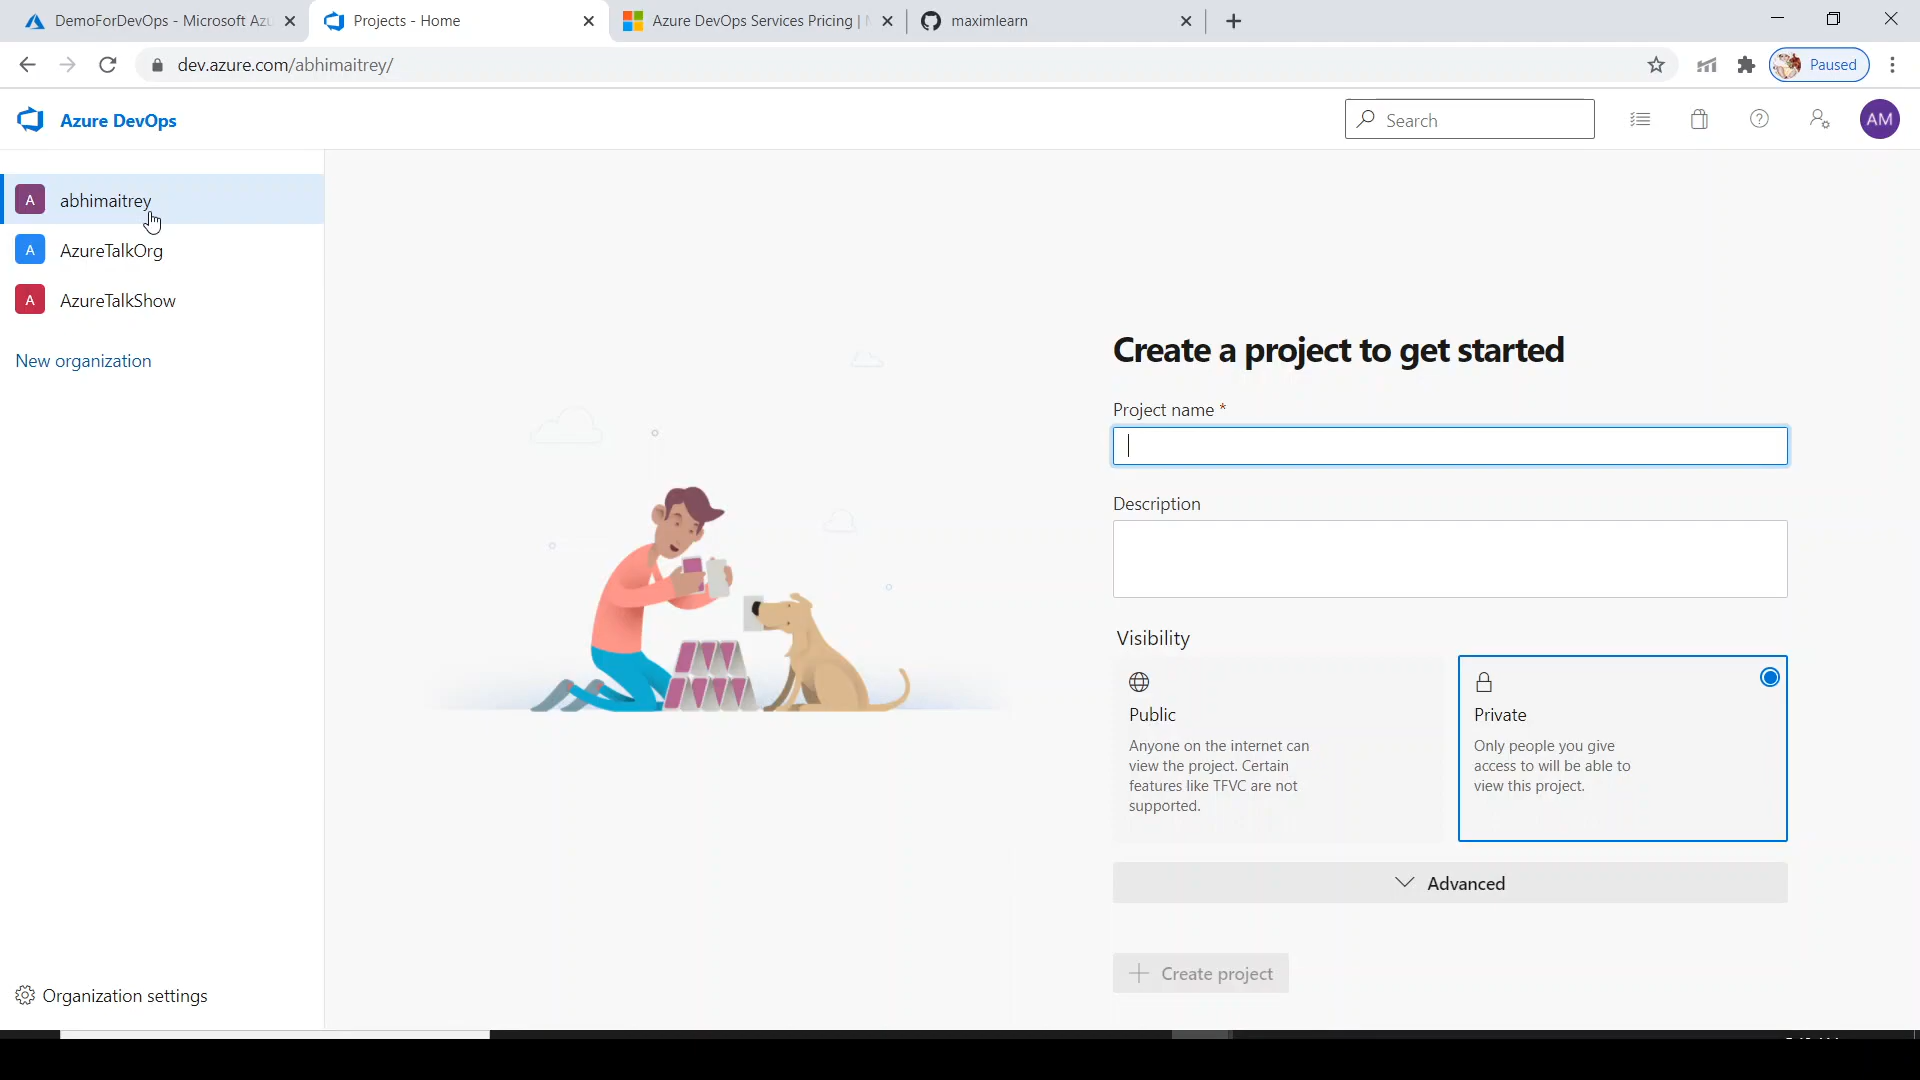 DemoForDevOps - Microsoft Az
Projects - Home
Azure DevOps Services Pricing |
maximlearn
dev.azure.com/abhimaitrey/
Paused
Azure DevOps
Search
AM
A abhimaitrey
A AzureTalkOrg
A AzureTalkShow
New organization
Create a project to get started
Project name *
Description
Visibility
Public
Anyone on the internet can
view the project. Certain
features like TFVC are not
supported.
Private
Only people you give
access to will be able to
view this project.
Advanced
Create project
Organization settings